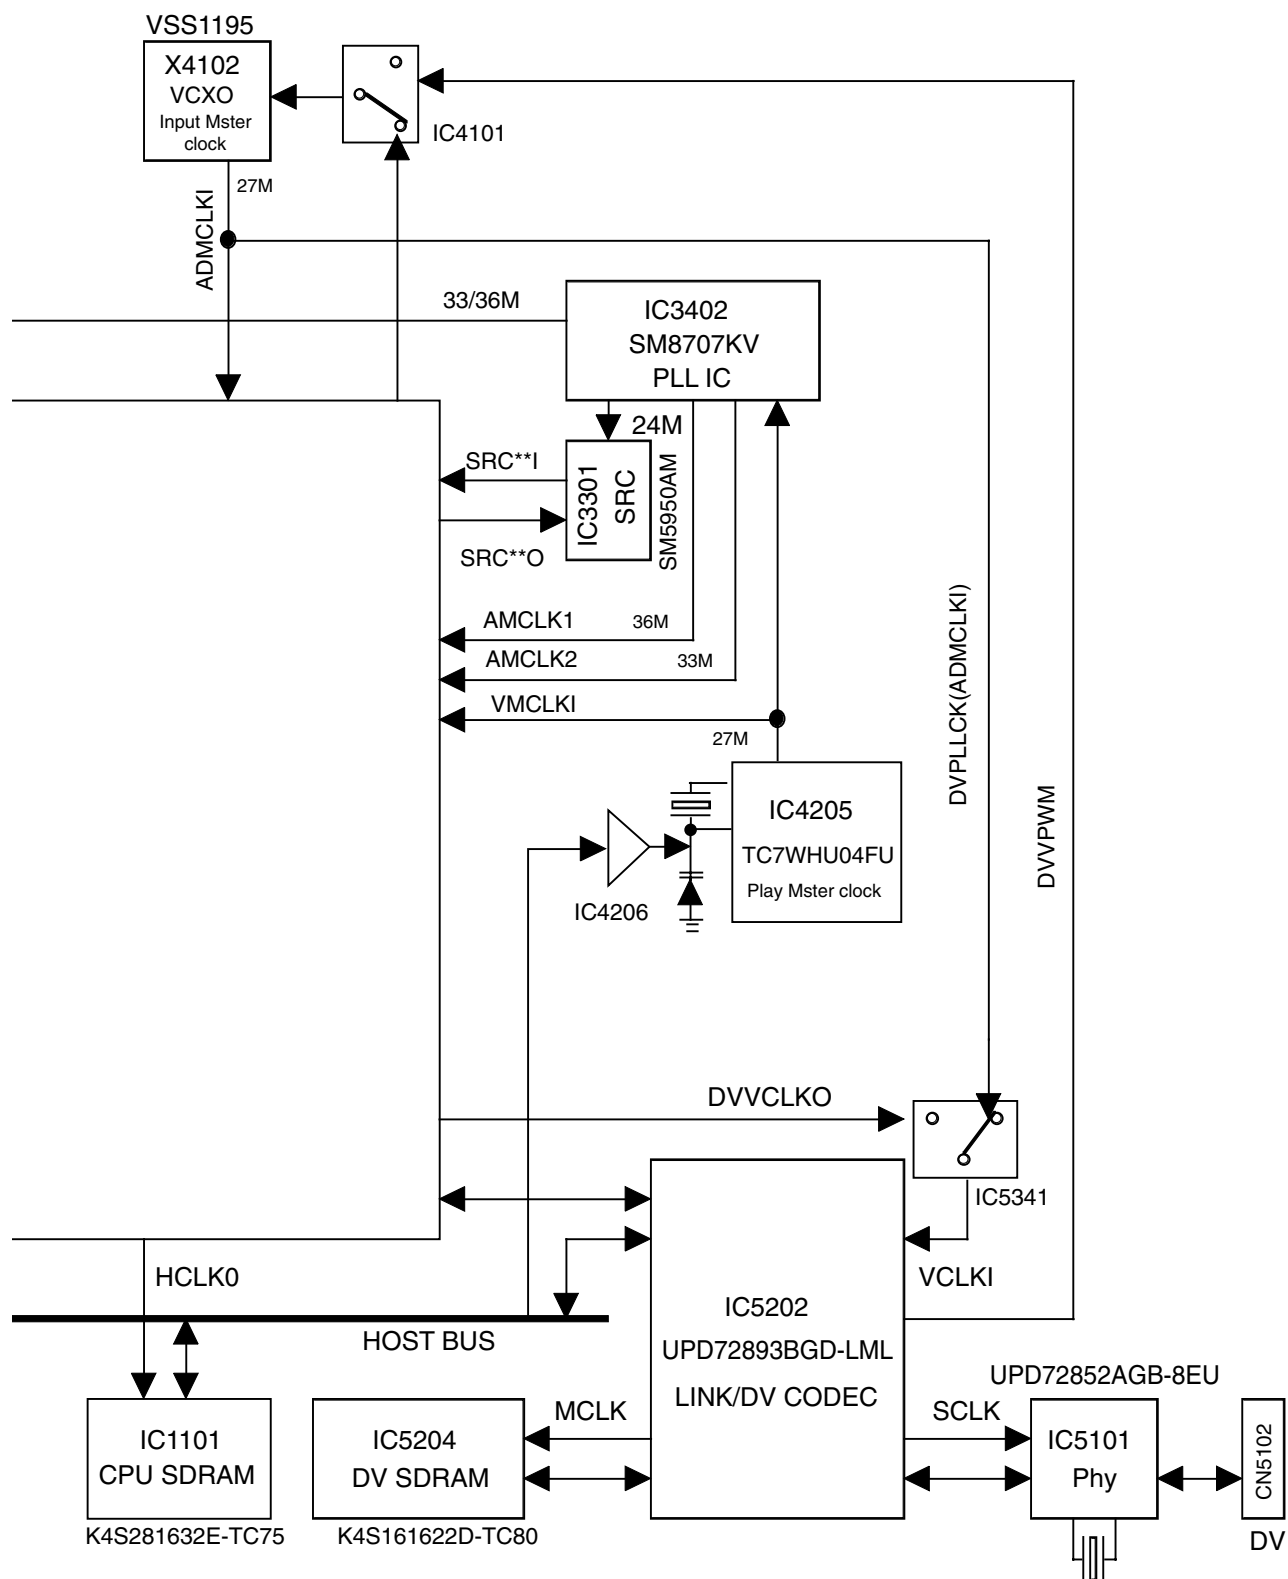 VSS1195
X4102
VCXO
Input Mster
clock
IC4101
27M
ADMCLKI
33/36M
IC3402
SM8707KV
PLL IC
24M
SRC**I
IC3301
SRC
SM5950AM
SRC**O
AMCLK1
36M
AMCLK2
33M
VMCLKI
27M
DVPLLCK(ADMCLKI)
DVVPWM
IC4205
TC7WHU04FU
Play Mster clock
IC4206
DVVCLKO
IC5341
VCLKI
HCLK0
HOST BUS
IC5202
UPD72893BGD-LML
LINK/DV CODEC
UPD72852AGB-8EU
MCLK
SCLK
IC1101
CPU SDRAM
K4S281632E-TC75
IC5204
DV SDRAM
K4S161622D-TC80
IC5101
Phy
CN5102
DV